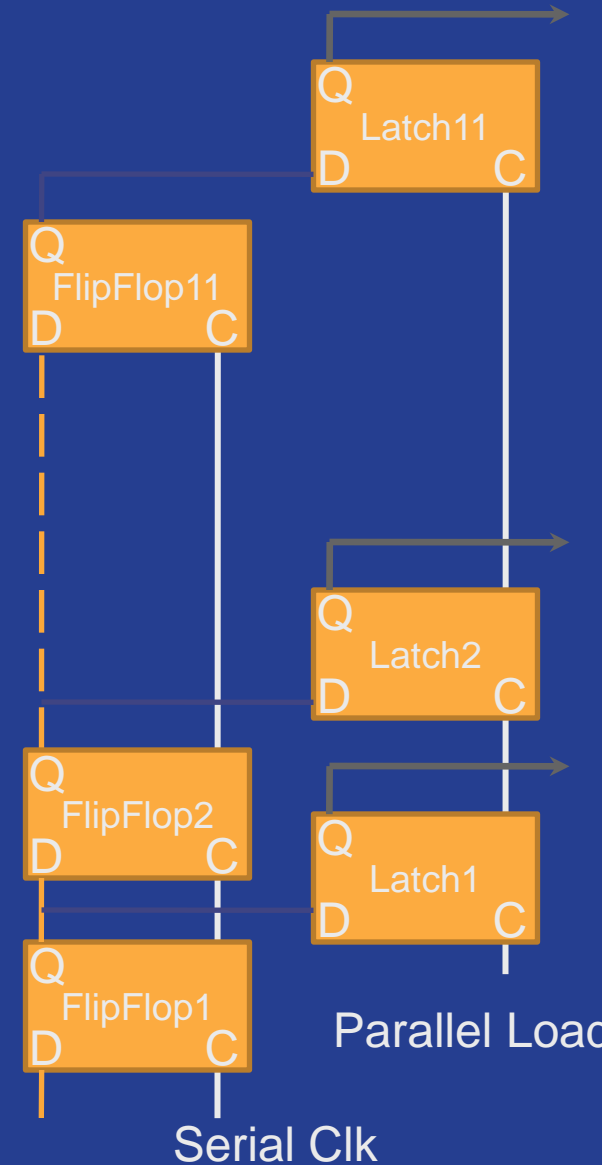 Q
Latch11
D C
Q
FlipFlop11
D C
Q
Latch2
D C
Q
FlipFlop2
D C
Q
Latch1
D C
Q
FlipFlop1
D C
Parallel Load
Serial Clk